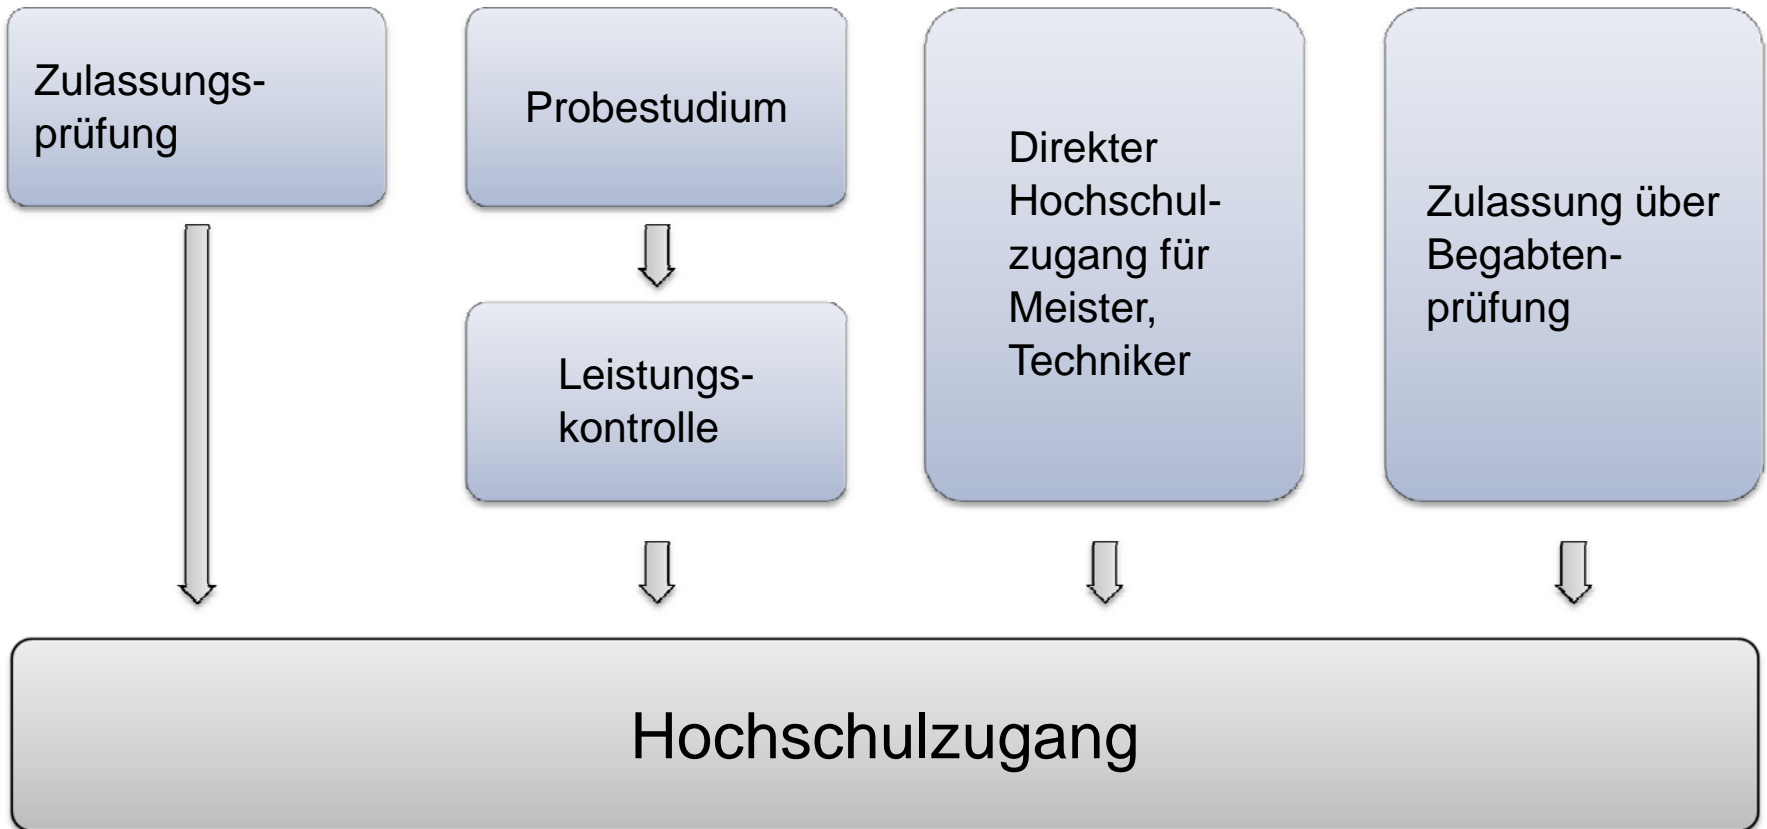 Zulassungs-
prüfung
Probestudium
Leistungs-
kontrolle
Direkter
Hochschul-
zugang für
Meister,
Techniker
Zulassung über
Begabten-
prüfung
Hochschulzugang